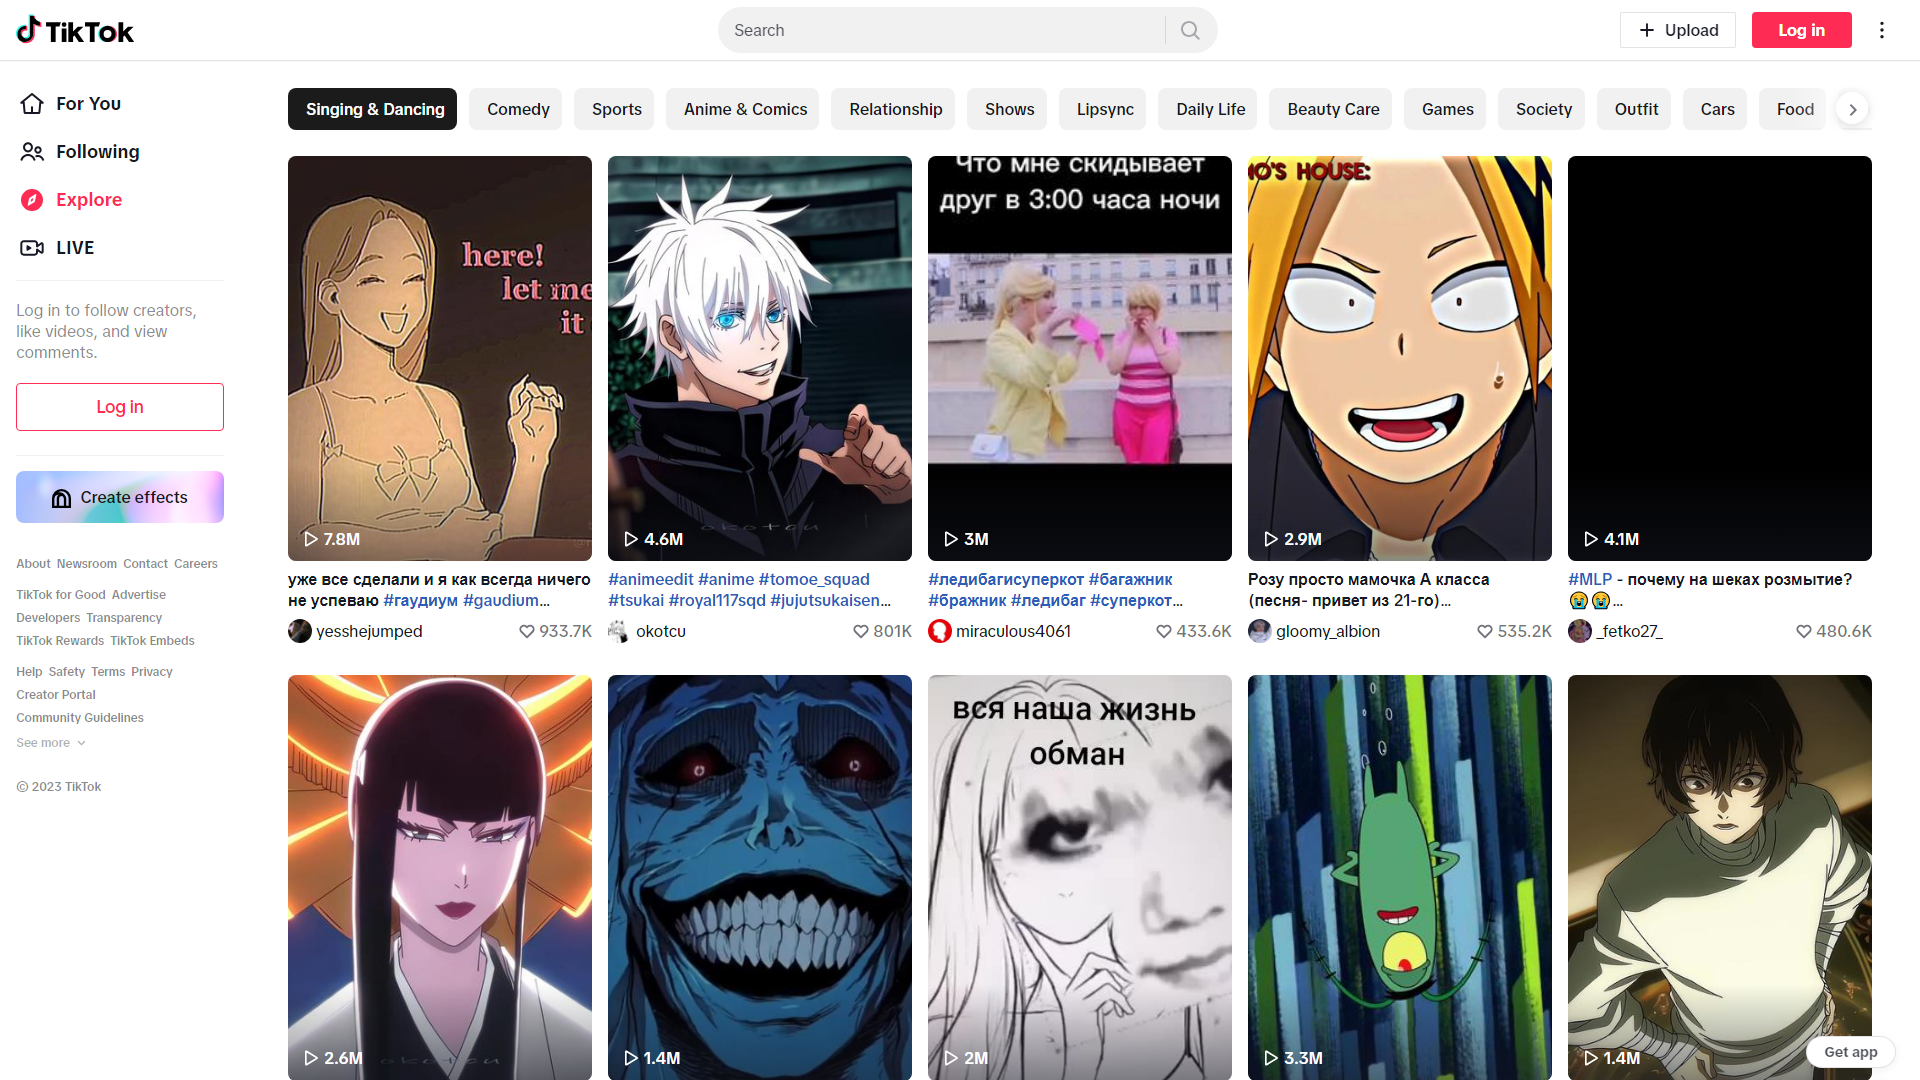 TikTok
Search
Upload
Log in
For You
Following
Explore
LIVE
Log in to follow creators,
like videos, and view
comments.
Log in
Create effects
About Newsroom Contact Careers
TikTok for Good Advertise
Developers Transparency
TikTok Rewards TikTok Embeds
Help Safety Terms Privacy
Creator Portal
Community Guidelines
See more
© 2023 TikTok
Singing & Dancing Comedy Sports Anime & Comics Relationship Shows Lipsync Daily Life Beauty Care Games Society Outfit Cars Food
here!
let me
it
7.8M
уже все сделали и я как всегда ничего
не успеваю #гаудиум #gaudium...
yesshejumped 933.7K
okotcu
4.6M
#animeedit #anime #tomoe_squad
#tsukai #royal117sqd #jujutsukaisen...
okotcu 801K
Что мне скидывает
друг в 3:00 часа ночи
3M
#ледибагисуперкот #багажник
#бражник #ледибаг #суперкот...
miraculous4061 433.6K
HOUSE:
2.9M
Розу просто мамочка А класса
(песня- привет из 21-го)...
gloomy_albion 535.2K
4.1M
#MLP - почему на шеках розмытие?
😭😭...
_fetko27_ 480.6K
2.6M
okotcu
1.4M
вся наша жизнь
обман
2M
3.3M
1.4M
Get app